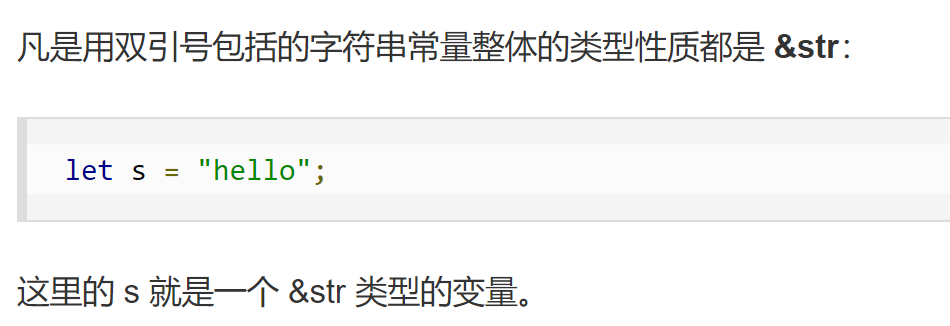 凡是用双引号包括的字符串常量整体的类型性质都是 &str：
let s = "hello";
这里的 s 就是一个 &str 类型的变量。